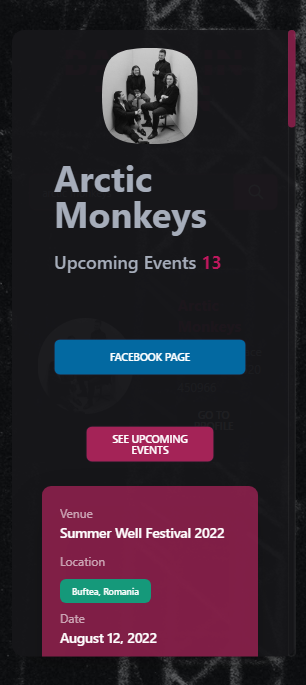 Arctic
Monkeys
Upcoming Events 13
FACEBOOK PAGE
SEE UPCOMING
EVENTS
Venue
Summer Well Festival 2022
Location
Buftea, Romania
Date
August 12, 2022